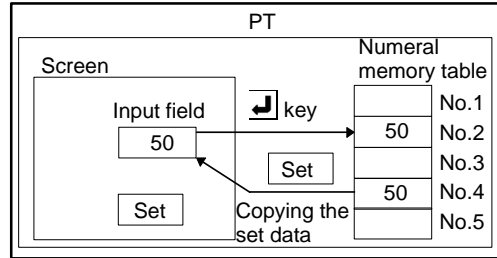 PT
Screen
Numeral
memory table
Input field
key
50
50
Set
Set
50
Copying the
set data
No.1
No.2
No.3
No.4
No.5